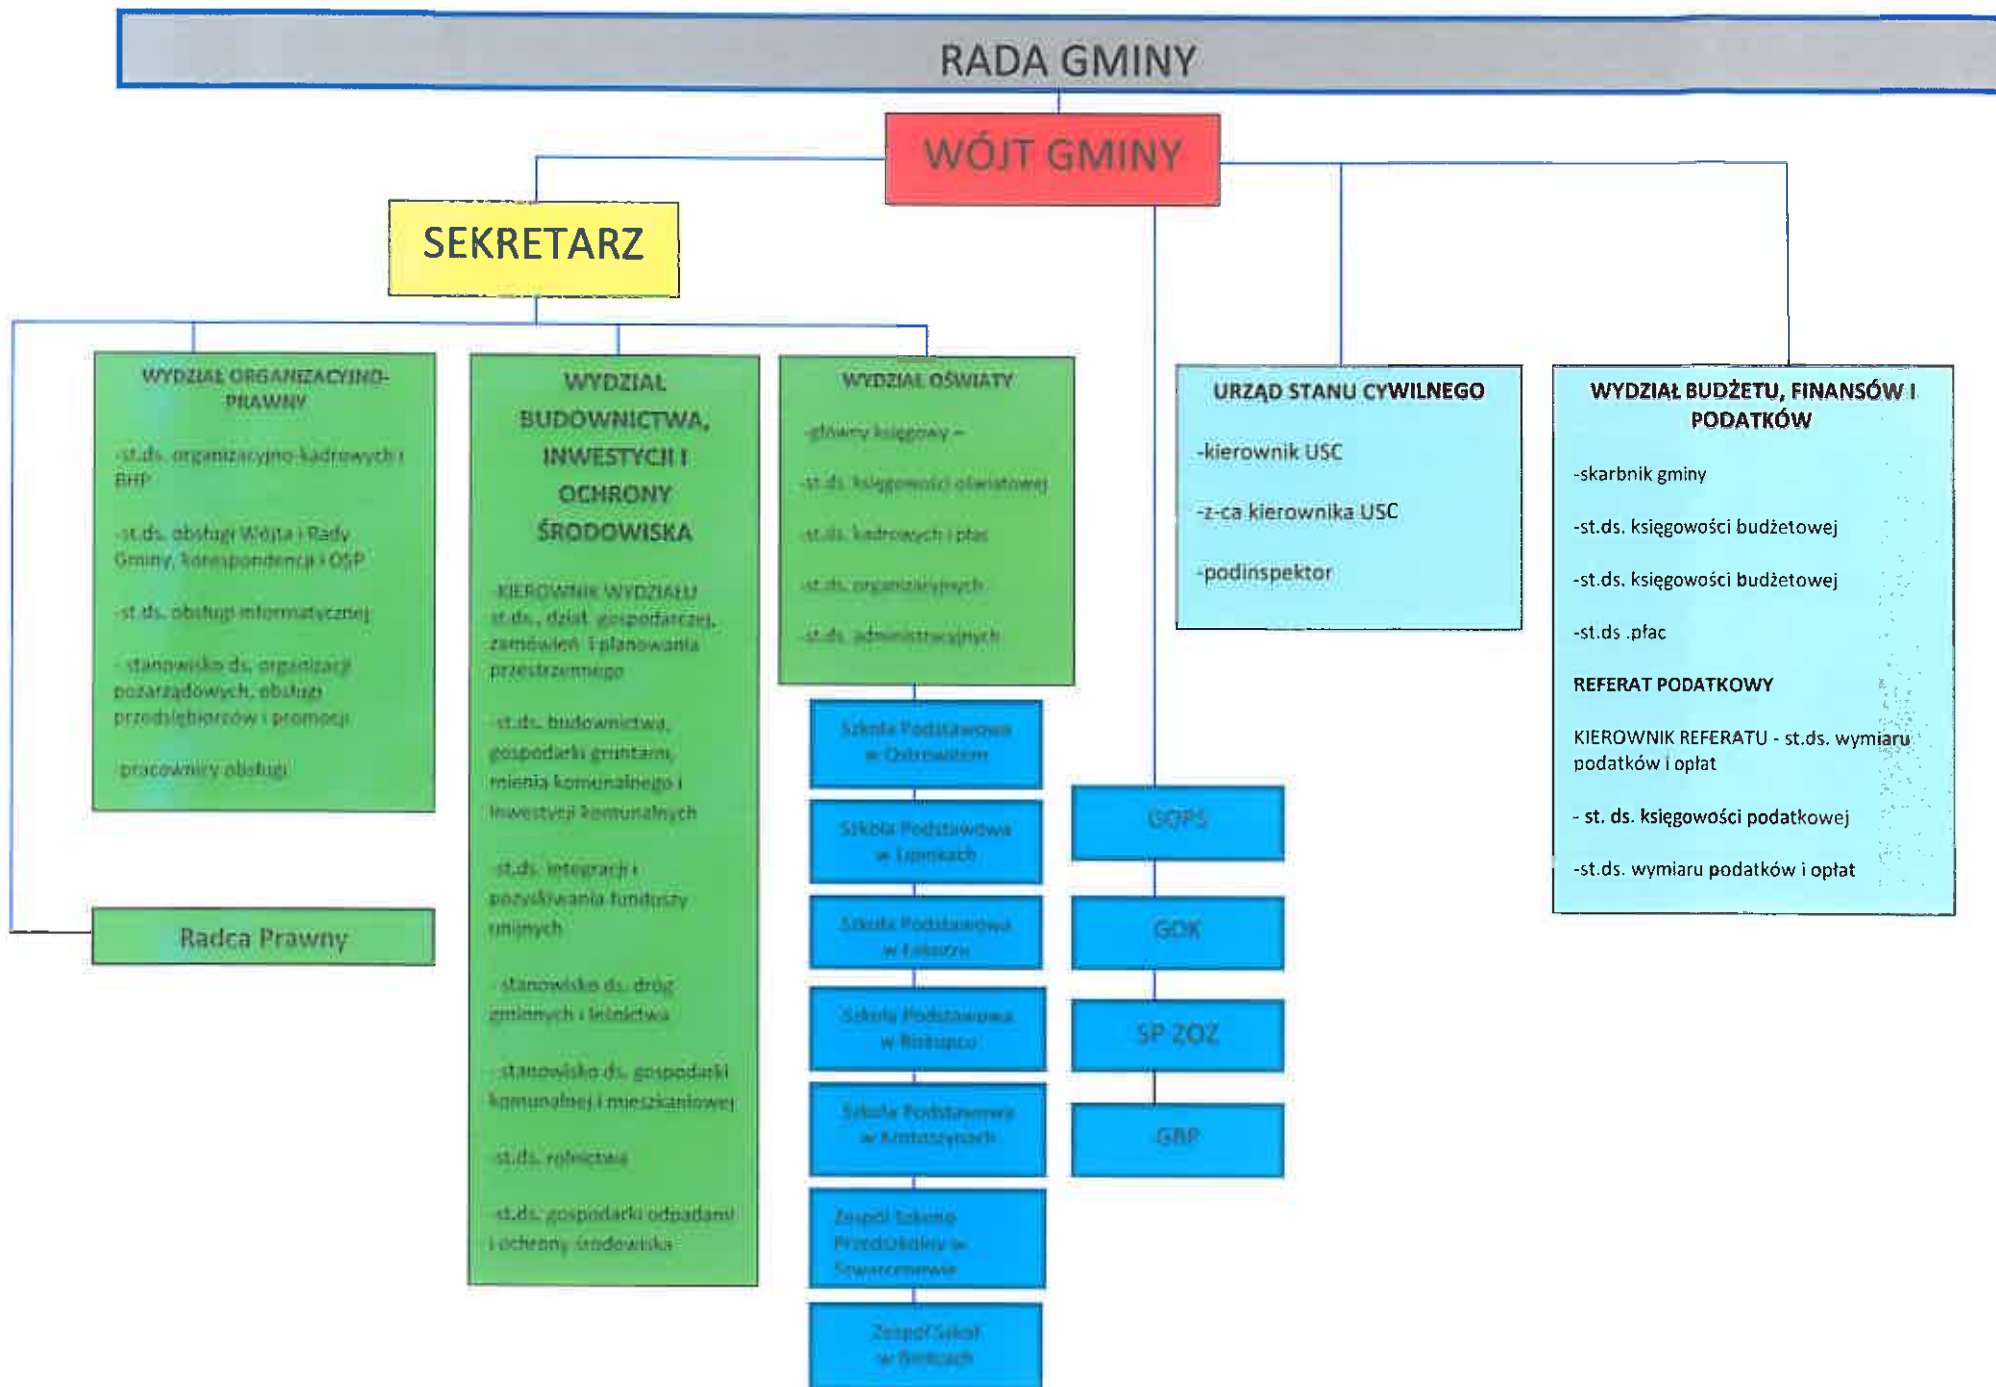 RADA GMINY
WÓJT GMINY
SEKRETARZ
WYDZIAŁ ORGANIZACYJNO-
PRAWNY
-st.ds. organizacyjno-kadrowych i
BHP
-st.ds. obsługi Wójta i Rady
Gminy, korespondencji i OSP
-st.ds. obsługi informatycznej
- stanowisko ds. organizacji
pozarządowych, obsługi
przedsiębiorców i promocji
-pracownicy obsługi
Radca Prawny
WYDZIAŁ
BUDOWNICTWA,
INWESTYCJI I
OCHRONY
ŚRODOWISKA
-KIEROWNIK WYDZIAŁU
st.ds., dział. gospodarczej,
zamówień i planowania
przestrzennego
-st.ds. budownictwa,
gospodarki gruntami,
mienia komunalnego i
inwestycji komunalnych
-st.ds. integracji i
pozyskiwania funduszy
unijnych
- stanowisko ds. dróg
gminnych i leśnictwa
- stanowisko ds. gospodarki
komunalnej i mieszkaniowej
-st.ds. rolnictwa
-st.ds. gospodarki odpadami
i ochrony środowiska
WYDZIAŁ OŚWIATY
-główny księgowy –
-st.ds. księgowości oświatowej
-st.ds. kadrowych i płac
-st.ds. organizacyjnych
-st.ds. administracyjnych
Szkoła Podstawowa
w Ostrowitem
Szkoła Podstawowa
w Lipinkach
Szkoła Podstawowa
w Łąkorzu
Szkoła Podstawowa
w Biskupcu
Szkoła Podstawowa
w Krotoszynach
Zespół Szkolno
Przedszkolny w
Szwarcenowie
Zespół Szkół
w
GOPS
GOK
SP ZOZ
GBP
URZĄD STANU CYWILNEGO
-kierownik USC
-z-ca kierownika USC
-podinspektor
WYDZIAŁ BUDŻETU, FINANSÓW I
PODATKÓW
-skarbnik gminy
-st.ds. księgowości budżetowej
-st.ds. księgowości budżetowej
-st.ds .płac
REFERAT PODATKOWY
KIEROWNIK REFERATU - st.ds. wymiaru
podatków i opłat
- st. ds. księgowości podatkowej
-st.ds. wymiaru podatków i opłat